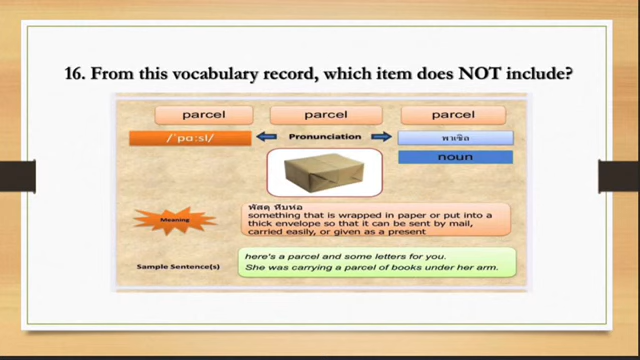 16. From this vocabulary record, which item does NOT include?
parcel parcel parcel
/ˈpɑːsl/ Pronunciation พาเซิล
noun
พัสดุ หีบห่อ
something that is wrapped in paper or put into a
thick envelope so that it can be sent by mail,
carried easily, or given as a present
Meaning
here's a parcel and some letters for you.
She was carrying a parcel of books under her arm.
Sample Sentence(s)